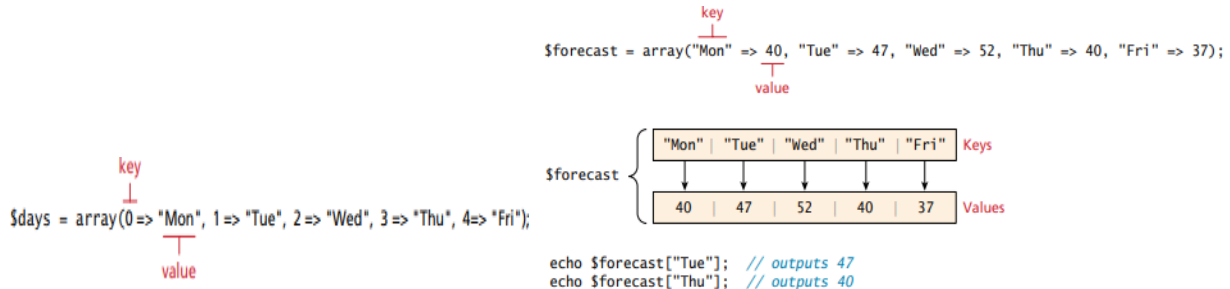 key
$days = array(0 => "Mon", 1 => "Tue", 2 => "Wed", 3 => "Thu", 4=> "Fri");
value
key
$forecast = array("Mon" => 40, "Tue" => 47, "Wed" => 52, "Thu" => 40, "Fri" => 37);
value
$forecast
"Mon" | "Tue" | "Wed" | "Thu" | "Fri" Keys
40 | 47 | 52 | 40 | 37 Values
echo $forecast["Tue"]; // outputs 47
echo $forecast["Thu"]; // outputs 40